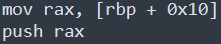 mov rax, [rbp + 0x10]
push rax